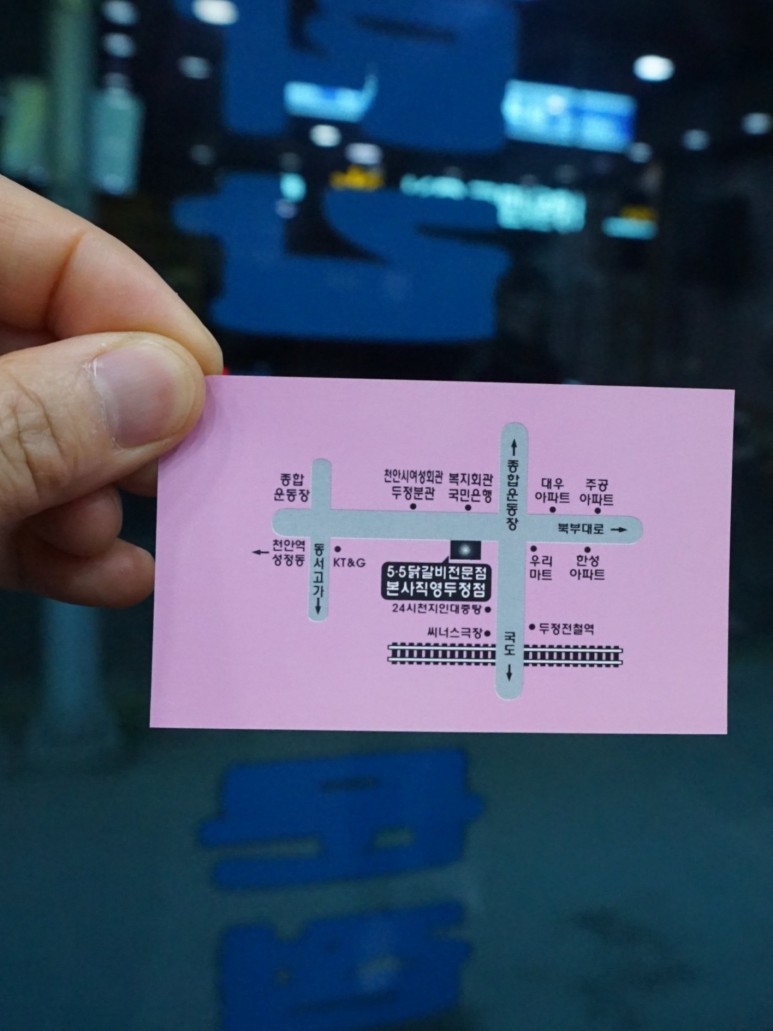 종합
운동장
천안시여성회관
두정분관
복지회관
국민은행
종합운동장
대우
아파트
주공
아파트
북부대로
천안역
성정동
동서고가
KT&G
5·5닭갈비전문점
본사직영두정점
우리
마트
한성
아파트
24시천지인대중탕
씨너스극장
국도
두정전철역